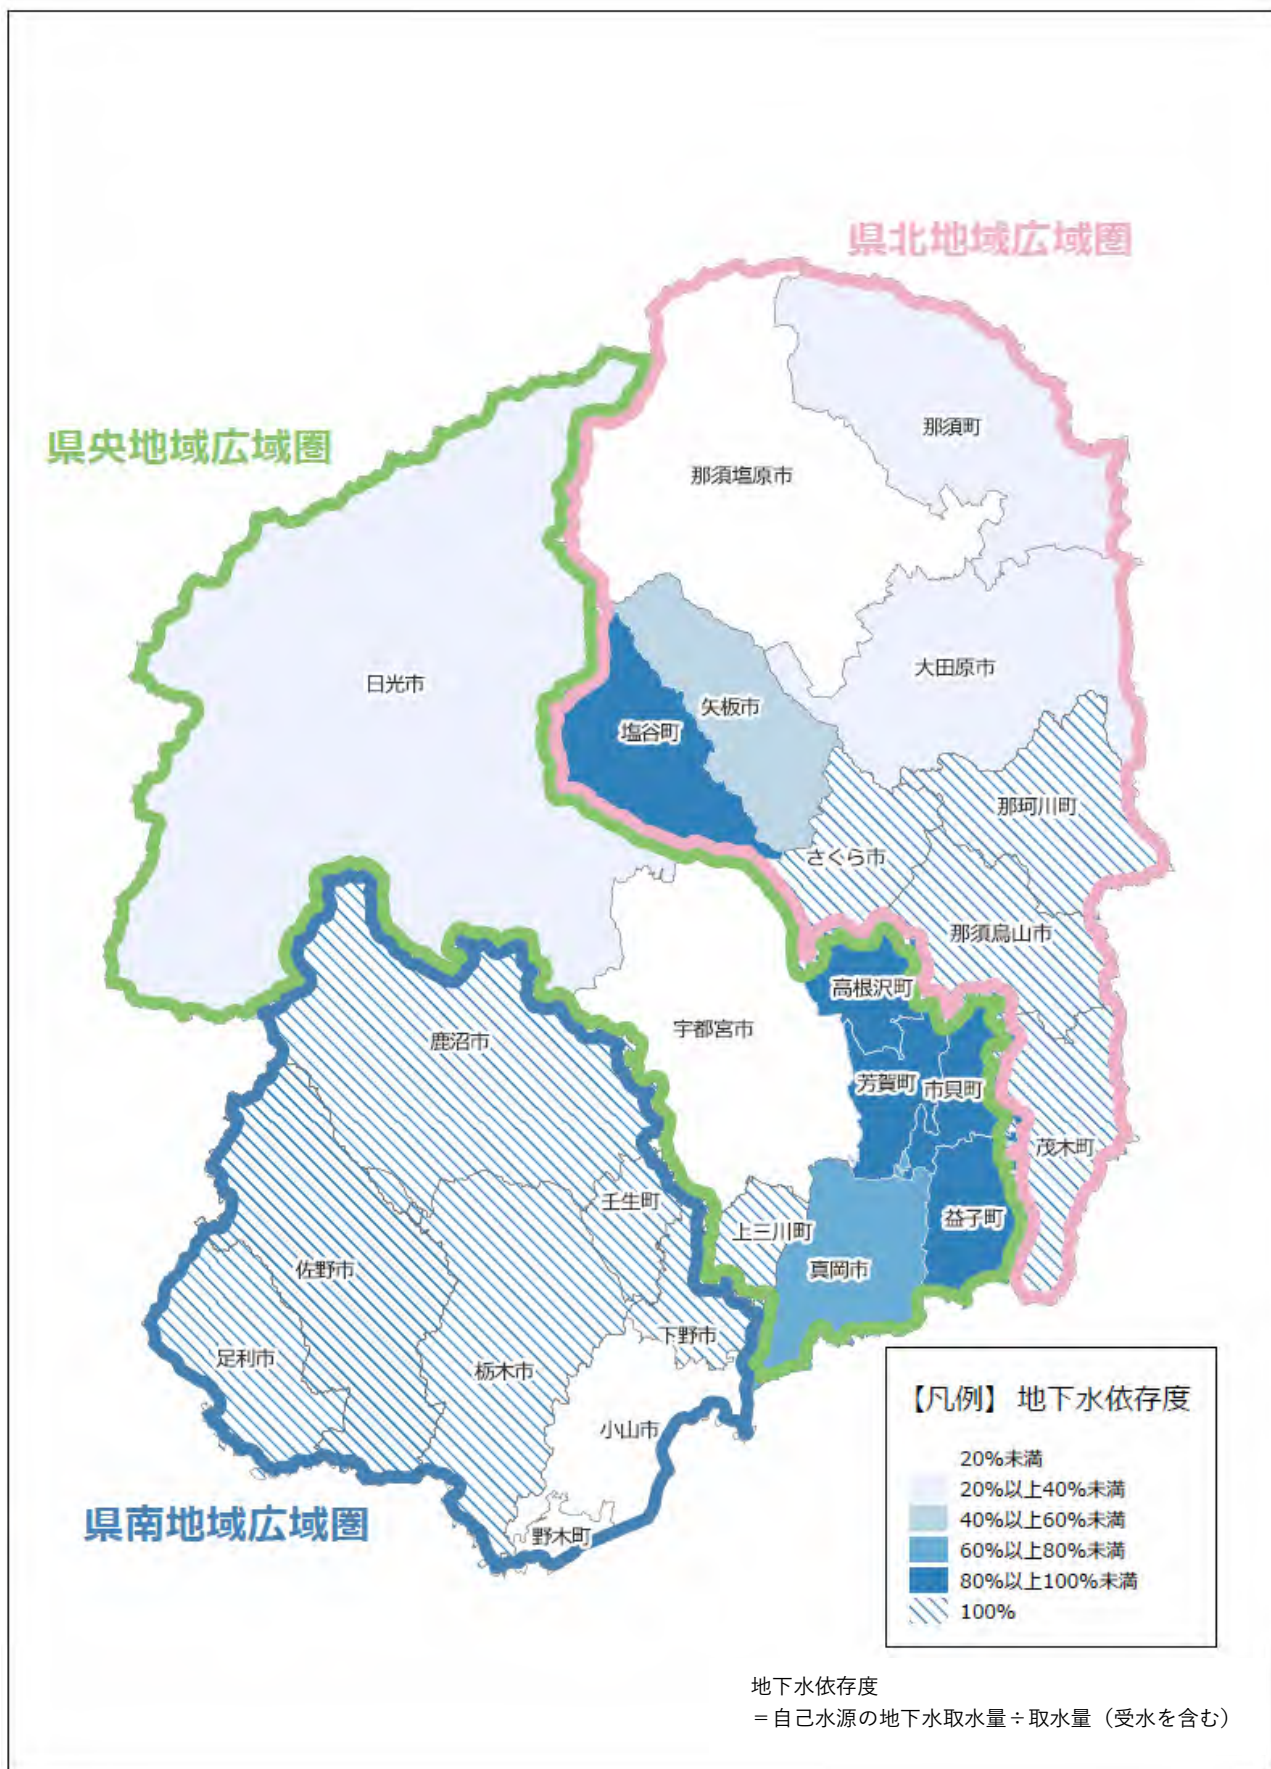 県北地域広域圏
県央地域広域圏
那須町
那須塩原市
大田原市
日光市
矢板市
塩谷町
那珂川町
さくら市
那須烏山市
高根沢町
宇都宮市
鹿沼市
芳賀町
市貝町
茂木町
壬生町
益子町
上三川町
佐野市
真岡市
下野市
足利市
栃木市
小山市
野木町
県南地域広域圏
【凡例】 地下水依存度
20%未満
20%以上40%未満
40%以上60%未満
60%以上80%未満
80%以上100%未満
100%
地下水依存度
＝自己水源の地下水取水量÷取水量（受水を含む）